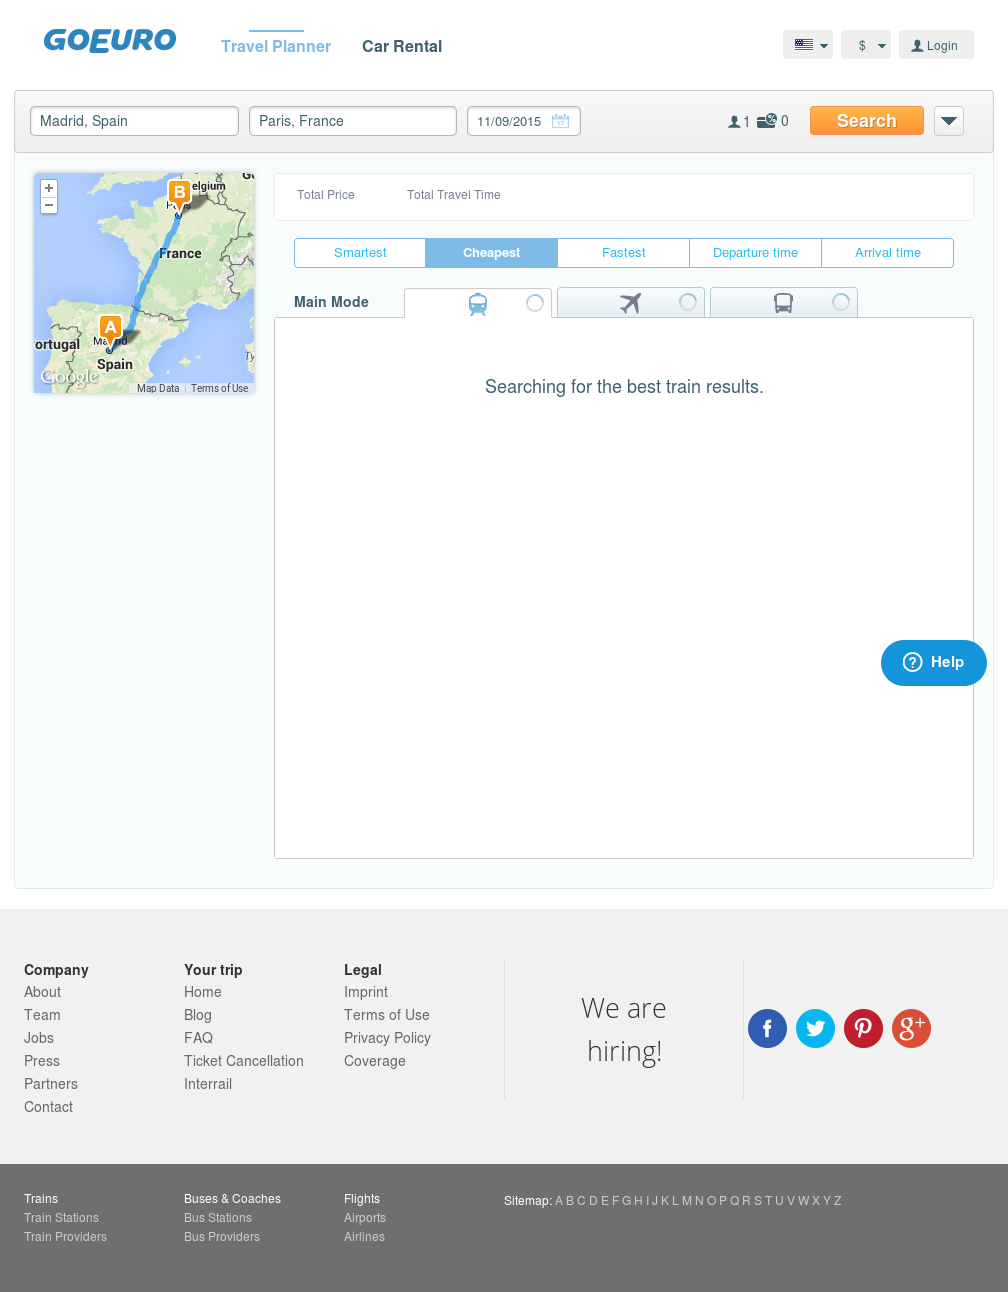 GOEURO
Travel Planner
Car Rental
$
Login
Madrid, Spain
Paris, France
11/09/2015
17
1
%
0
Search
+
−
B
elgium
France
A
ortugal
Spain
Google
Map Data
Terms of Use
Total Price
Total Travel Time
Smartest
Cheapest
Fastest
Departure time
Arrival time
Main Mode
Searching for the best train results.
? Help
Company
About
Team
Jobs
Press
Partners
Contact
Your trip
Home
Blog
FAQ
Ticket Cancellation
Interrail
Legal
Imprint
Terms of Use
Privacy Policy
Coverage
We are
hiring!
f
g+
Trains
Train Stations
Train Providers
Buses & Coaches
Bus Stations
Bus Providers
Flights
Airports
Airlines
Sitemap: A B C D E F G H I J K L M N O P Q R S T U V W X Y Z